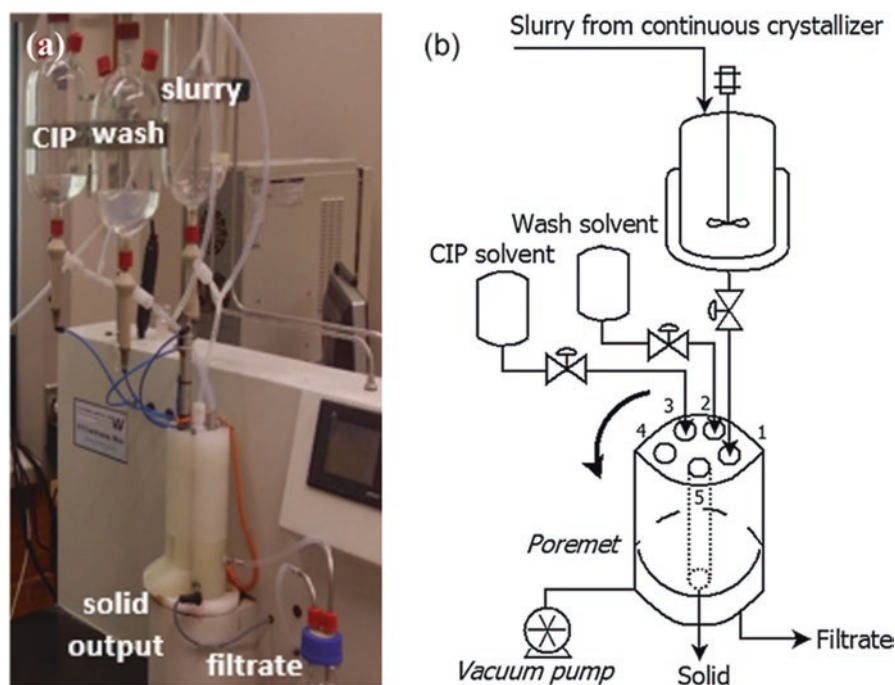 (a)
CIP
wash
slurry
solid
output
filtrate
(b)
Slurry from continuous crystallizer
Wash solvent
CIP solvent
3
2
4
1
5
Poremet
Vacuum pump
Solid
Filtrate